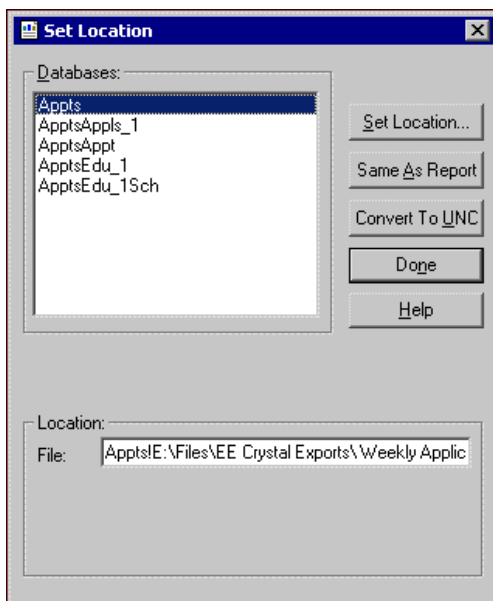 Set Location
Databases:
Appts
ApptsAppls_1
ApptsAppt
ApptsEdu_1
ApptsEdu_1Sch
Set Location...
Same As Report
Convert To UNC
Done
Help
Location:
File: Appts!E:\Files\EE Crystal Exports\Weekly Applic